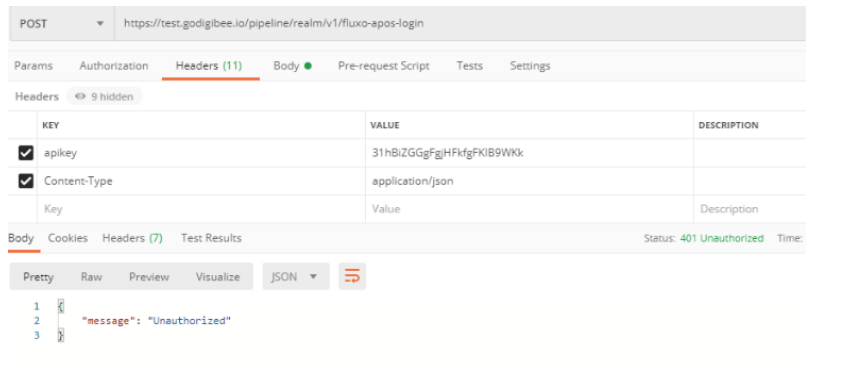 POST https://test.godigibee.io/pipeline/realm/v1/fluxo-apos-login
Params Authorization Headers (11) Body Pre-request Script Tests Settings
Headers 9 hidden
KEY VALUE DESCRIPTION
apikey 31hBiZGGgFgjHFkfgFKIB9WKk
Content-Type application/json
Key Value Description
Body Cookies Headers (7) Test Results Status: 401 Unauthorized Time:
Pretty Raw Preview Visualize JSON
1 {
2 "message": "Unauthorized"
3 }